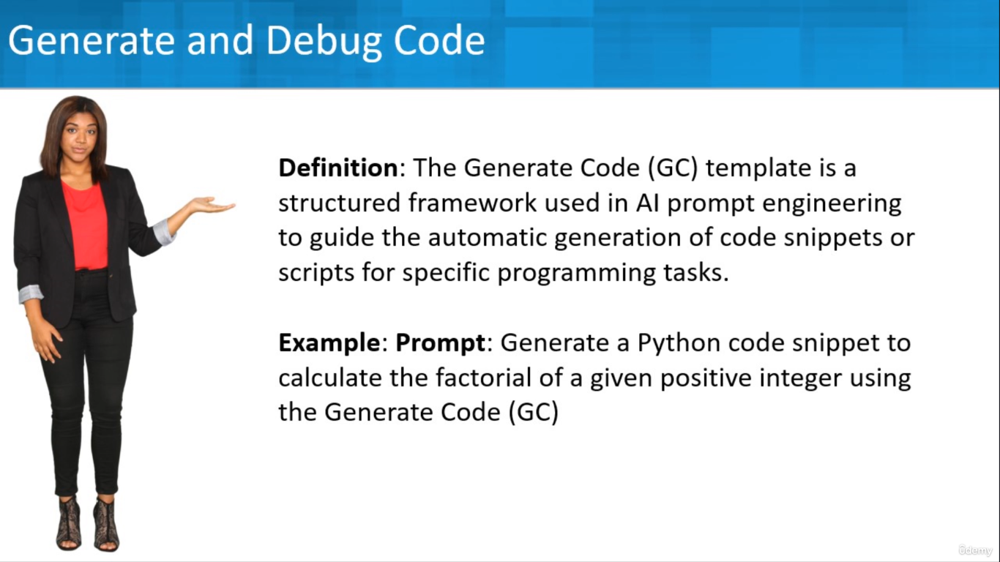 Generate and Debug Code
Definition: The Generate Code (GC) template is a
structured framework used in AI prompt engineering
to guide the automatic generation of code snippets or
scripts for specific programming tasks.
Example: Prompt: Generate a Python code snippet to
calculate the factorial of a given positive integer using
the Generate Code (GC)
ûdemy